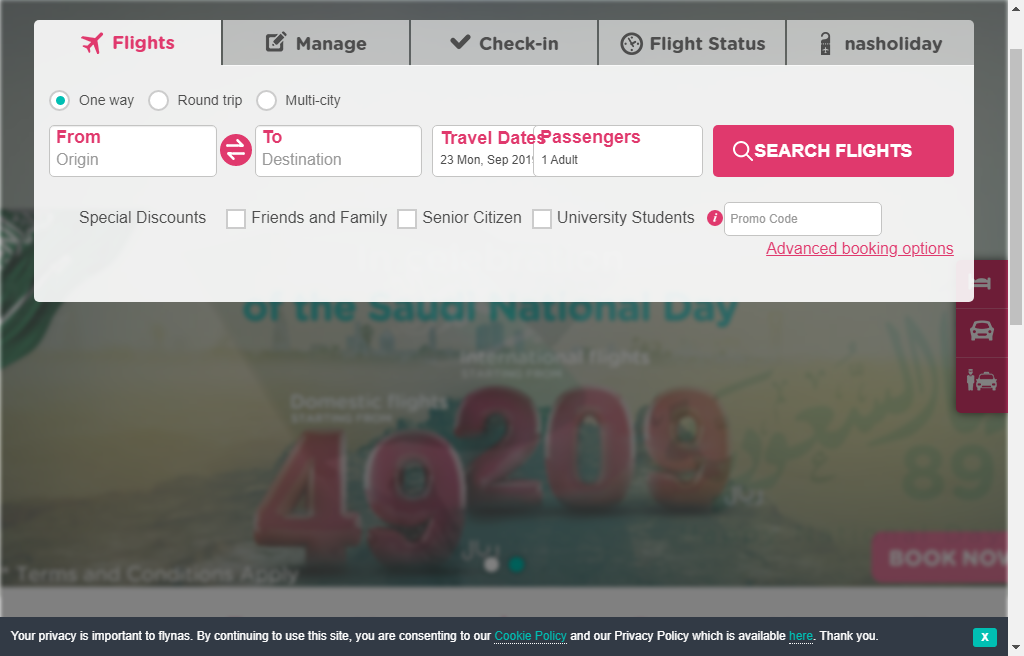 Flights
Manage
Check-in
Flight Status
nasholiday
One way
Round trip
Multi-city
From
Origin
To
Destination
Travel Dates
23 Mon, Sep 201
Passengers
1 Adult
SEARCH FLIGHTS
Special Discounts
Friends and Family
Senior Citizen
University Students
i
Promo Code
Advanced booking options
of the Saudi National Day
International flights
STARTING FROM
Domestic flights
STARTING FROM
49
209
ريال
ريال
89
BOOK NOW
* Terms and Conditions Apply
Your privacy is important to flynas. By continuing to use this site, you are consenting to our Cookie Policy and our Privacy Policy which is available here. Thank you.
X